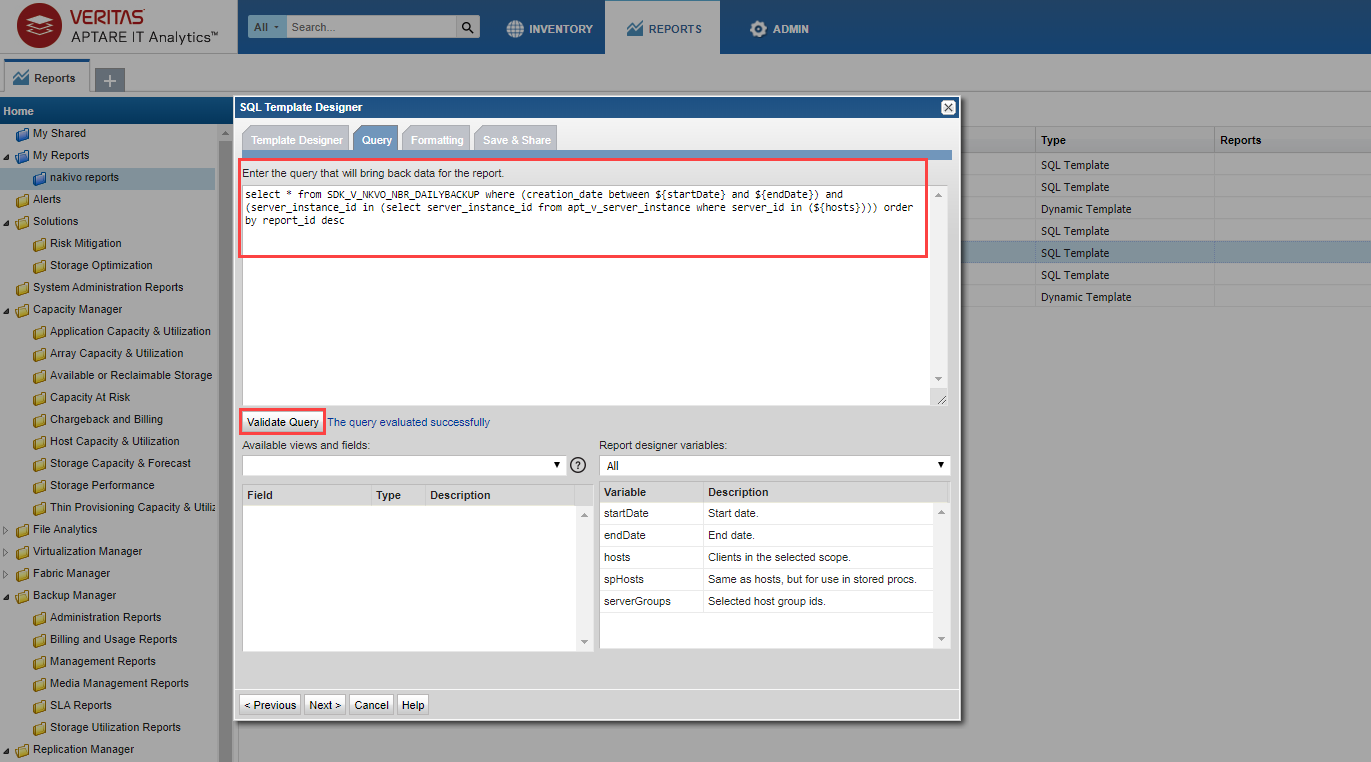 VERITAS™
APTARE IT Analytics™
All
Search...
INVENTORY
REPORTS
ADMIN
Reports
Home
My Shared
My Reports
nakivo reports
Alerts
Solutions
Risk Mitigation
Storage Optimization
System Administration Reports
Capacity Manager
Application Capacity & Utilization
Array Capacity & Utilization
Available or Reclaimable Storage
Capacity At Risk
Chargeback and Billing
Host Capacity & Utilization
Storage Capacity & Forecast
Storage Performance
Thin Provisioning Capacity & Utiliz
File Analytics
Virtualization Manager
Fabric Manager
Backup Manager
Administration Reports
Billing and Usage Reports
Management Reports
Media Management Reports
SLA Reports
Storage Utilization Reports
Replication Manager
SQL Template Designer
Template Designer
Query
Formatting
Save & Share
Enter the query that will bring back data for the report.
select * from SDK_V_NKVO_NBR_DAILYBACKUP where (creation_date between ${startDate} and ${endDate}) and
(server_instance_id in (select server_instance_id from apt_v_server_instance where server_id in (${hosts}))) order
by report_id desc
Validate Query The query evaluated successfully
Available views and fields:
?
Field Type Description
Report designer variables:
All
Variable Description
startDate Start date.
endDate End date.
hosts Clients in the selected scope.
spHosts Same as hosts, but for use in stored procs.
serverGroups Selected host group ids.
< Previous
Next >
Cancel
Help
Type Reports
SQL Template
SQL Template
Dynamic Template
SQL Template
SQL Template
SQL Template
Dynamic Template